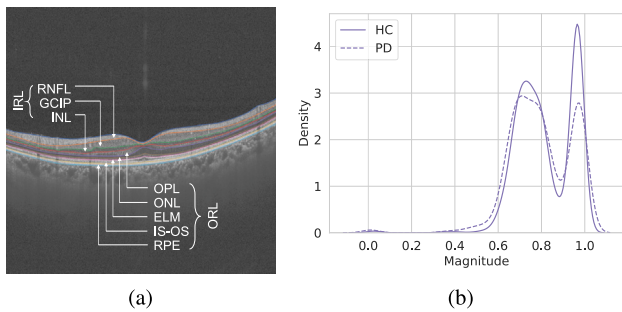 IRL
RNFL
GCIP
INL
OPL
ONL
ELM
IS-OS
RPE
ORL
(a)
HC
PD
Density
5
4
3
2
1
0
0.0 0.2 0.4 0.6 0.8 1.0
Magnitude
(b)